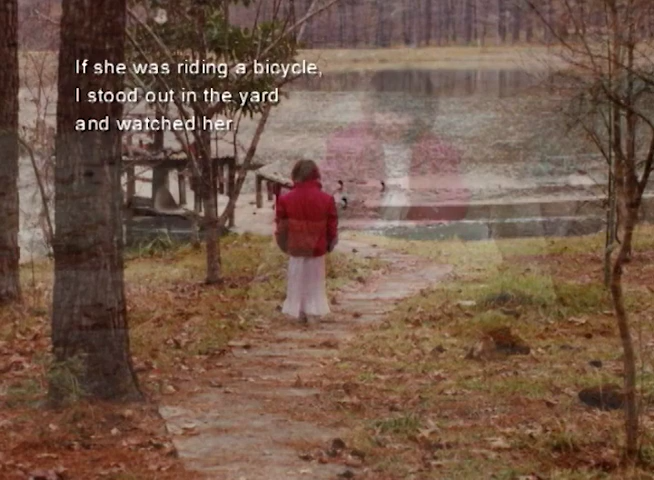 If she was riding a bicycle,
I stood out in the yard
and watched her.